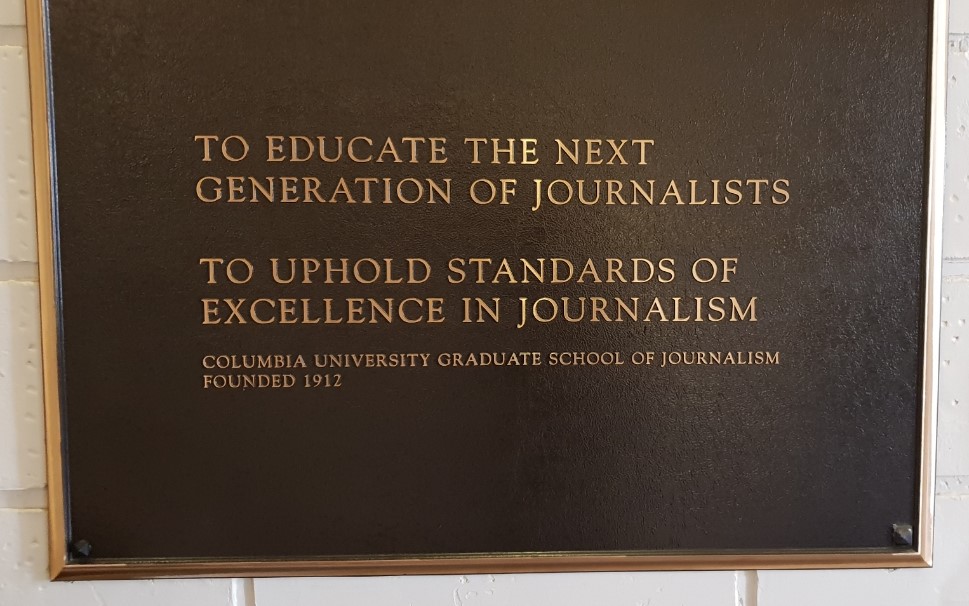 TO EDUCATE THE NEXT
GENERATION OF JOURNALISTS
TO UPHOLD STANDARDS OF
EXCELLENCE IN JOURNALISM
COLUMBIA UNIVERSITY GRADUATE SCHOOL OF JOURNALISM
FOUNDED 1912